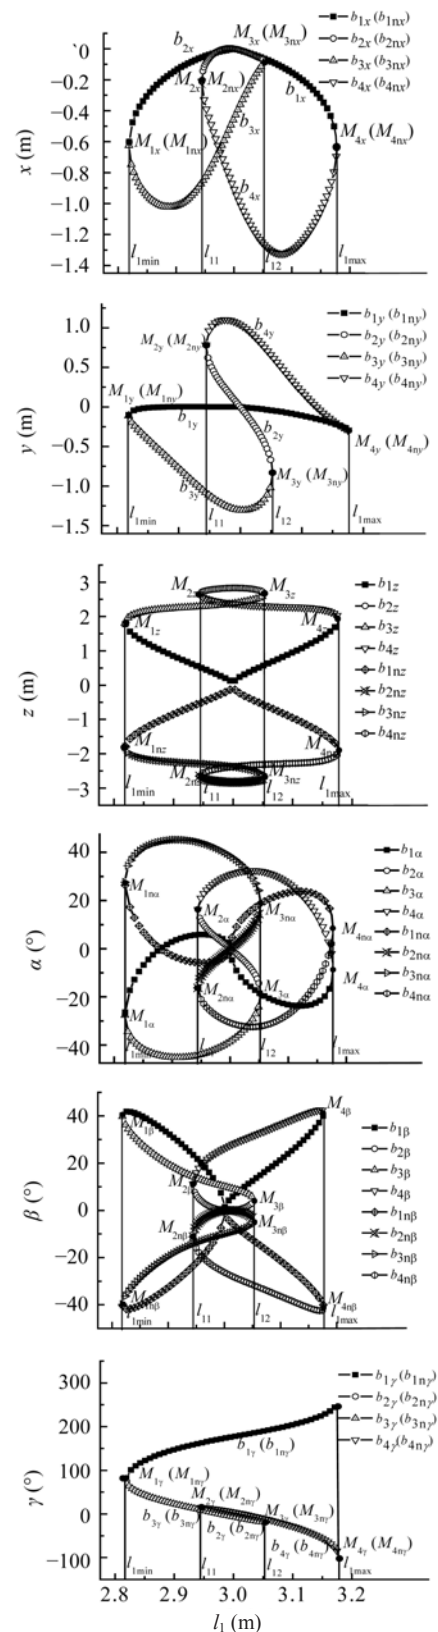 0
−0.2
−0.4
−0.6
−0.8
−1.0
−1.2
−1.4
x (m)
b2x
M3x (M3nx)
M2x (M2nx)
b1x
b3x
b4x
M1x (M1nx)
M4x (M4nx)
l1min
l11
l12
l1max
b1x (b1nx)
b2x (b2nx)
b3x (b3nx)
b4x (b4nx)
1.0
0.5
0
−0.5
−1.0
−1.5
y (m)
M2y (M2ny)
b4y
M1y (M1ny)
b1y
b2y
b3y
M3y (M3ny)
M4y (M4ny)
l1min
l11
l12
l1max
b1y (b1ny)
b2y (b2ny)
b3y (b3ny)
b4y (b4ny)
3
2
1
0
−1
−2
−3
z (m)
M2z
M3z
M1z
M4z
M1nz
M4nz
M2nz
M3nz
l1min
l11
l12
l1max
b1z
b2z
b3z
b4z
b1nz
b2nz
b3nz
b4nz
40
20
0
−20
−40
α (°)
M1nα
M2α
M3nα
M4nα
M2nα
M3α
M4α
M1α
l1min
l12
l1max
b1α
b2α
b3α
b4α
b1nα
b2nα
b3nα
b4nα
40
20
0
−20
−40
β (°)
M1β
M4β
M2β
M3β
M2nβ
M3nβ
M1nβ
M4nβ
l1min
l11
l12
l1max
b1β
b2β
b3β
b4β
b1nβ
b2nβ
b3nβ
b4nβ
300
200
100
0
−100
γ (°)
b1γ (b1nγ)
M1γ (M1nγ)
M2γ (M2nγ)
M3γ (M3nγ)
b3γ (b3nγ)
b2γ (b2nγ)
b4γ (b4nγ)
M4γ (M4nγ)
l1min
l11
l12
l1max
b1γ (b1nγ)
b2γ (b2nγ)
b3γ (b3nγ)
b4γ (b4nγ)
2.8 2.9 3.0 3.1 3.2
l1 (m)